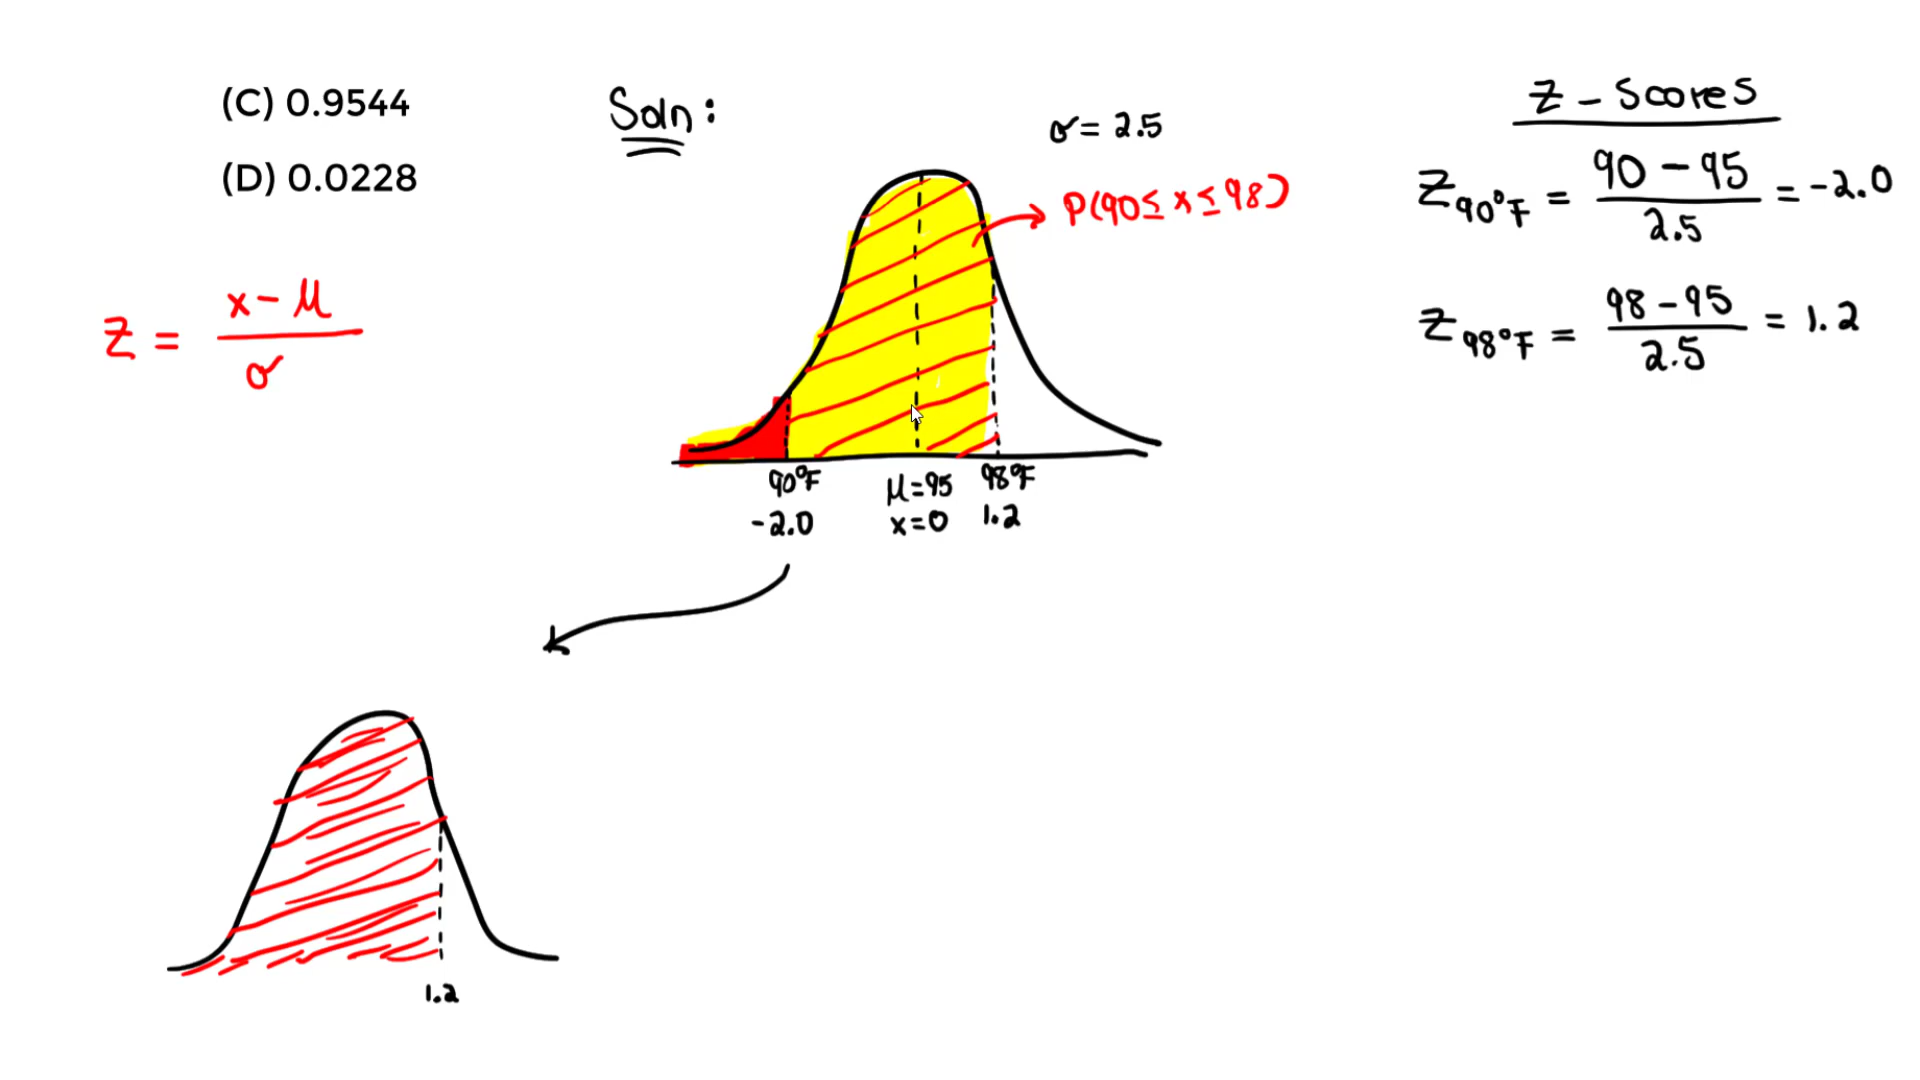 (C) 0.9544
(D) 0.0228
Z = x - μ / σ
Soln:
σ = 2.5
P(90 ≤ x ≤ 98)
90°F μ=95 98°F
-2.0 x=0 1.2
1.2
Z - Scores
Z90°F = 90 - 95 / 2.5 = -2.0
Z98°F = 98 - 95 / 2.5 = 1.2